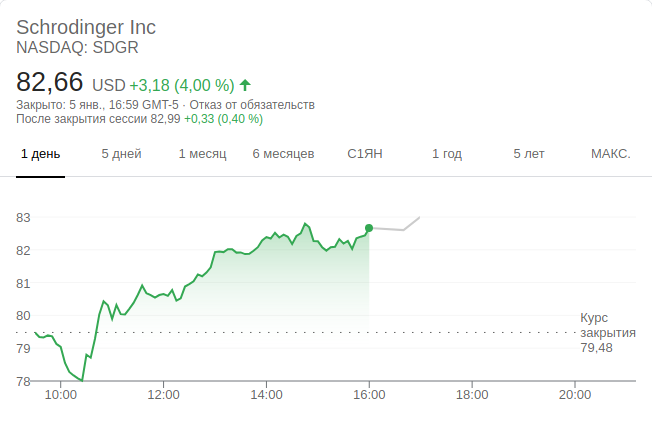 Schrodinger Inc
NASDAQ: SDGR
82,66 USD +3,18 (4,00 %)
Закрыто: 5 янв., 16:59 GMT-5 · Отказ от обязательств
После закрытия сессии 82,99 +0,33 (0,40 %)
1 день 5 дней 1 месяц 6 месяцев С1ЯН 1 год 5 лет МАКС.
83
82
81
80
79
78
Курс
закрытия
79,48
10:00 12:00 14:00 16:00 18:00 20:00